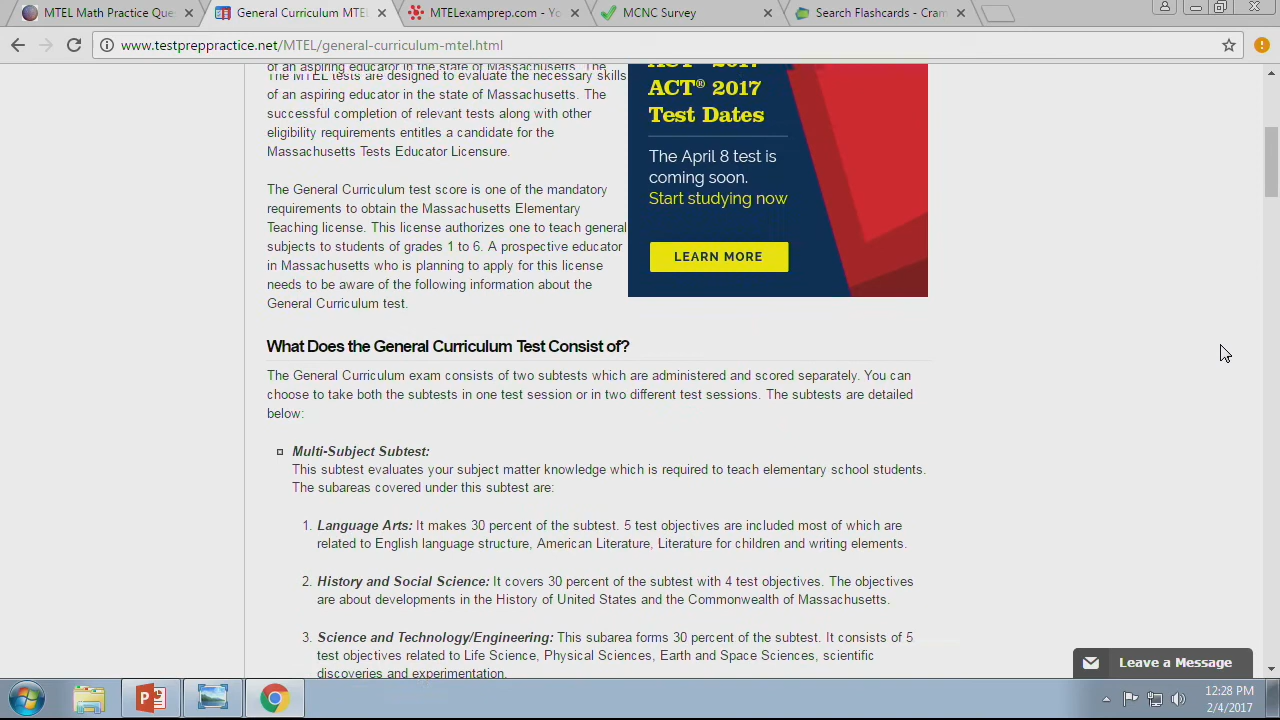 MTEL Math Practice Que
General Curriculum MTE
MTELexamprep.com - Yo
MCNC Survey
Search Flashcards - Cram
www.testpreppractice.net/MTEL/general-curriculum-mtel.html
of an aspiring educator in the state of Massachusetts. The
The MTEL tests are designed to evaluate the necessary skills
of an aspiring educator in the state of Massachusetts. The
successful completion of relevant tests along with other
eligibility requirements entitles a candidate for the
Massachusetts Tests Educator Licensure.
The General Curriculum test score is one of the mandatory
requirements to obtain the Massachusetts Elementary
Teaching license. This license authorizes one to teach general
subjects to students of grades 1 to 6. A prospective educator
in Massachusetts who is planning to apply for this license
needs to be aware of the following information about the
General Curriculum test.
ACT® 2017
ACT® 2017
Test Dates
The April 8 test is
coming soon.
Start studying now
LEARN MORE
What Does the General Curriculum Test Consist of?
The General Curriculum exam consists of two subtests which are administered and scored separately. You can
choose to take both the subtests in one test session or in two different test sessions. The subtests are detailed
below:
Multi-Subject Subtest:
This subtest evaluates your subject matter knowledge which is required to teach elementary school students.
The subareas covered under this subtest are:
1. Language Arts: It makes 30 percent of the subtest. 5 test objectives are included most of which are
related to English language structure, American Literature, Literature for children and writing elements.
2. History and Social Science: It covers 30 percent of the subtest with 4 test objectives. The objectives
are about developments in the History of United States and the Commonwealth of Massachusetts.
3. Science and Technology/Engineering: This subarea forms 30 percent of the subtest. It consists of 5
test objectives related to Life Science, Physical Sciences, Earth and Space Sciences, scientific
discoveries and experimentation.
Leave a Message
12:28 PM
2/4/2017